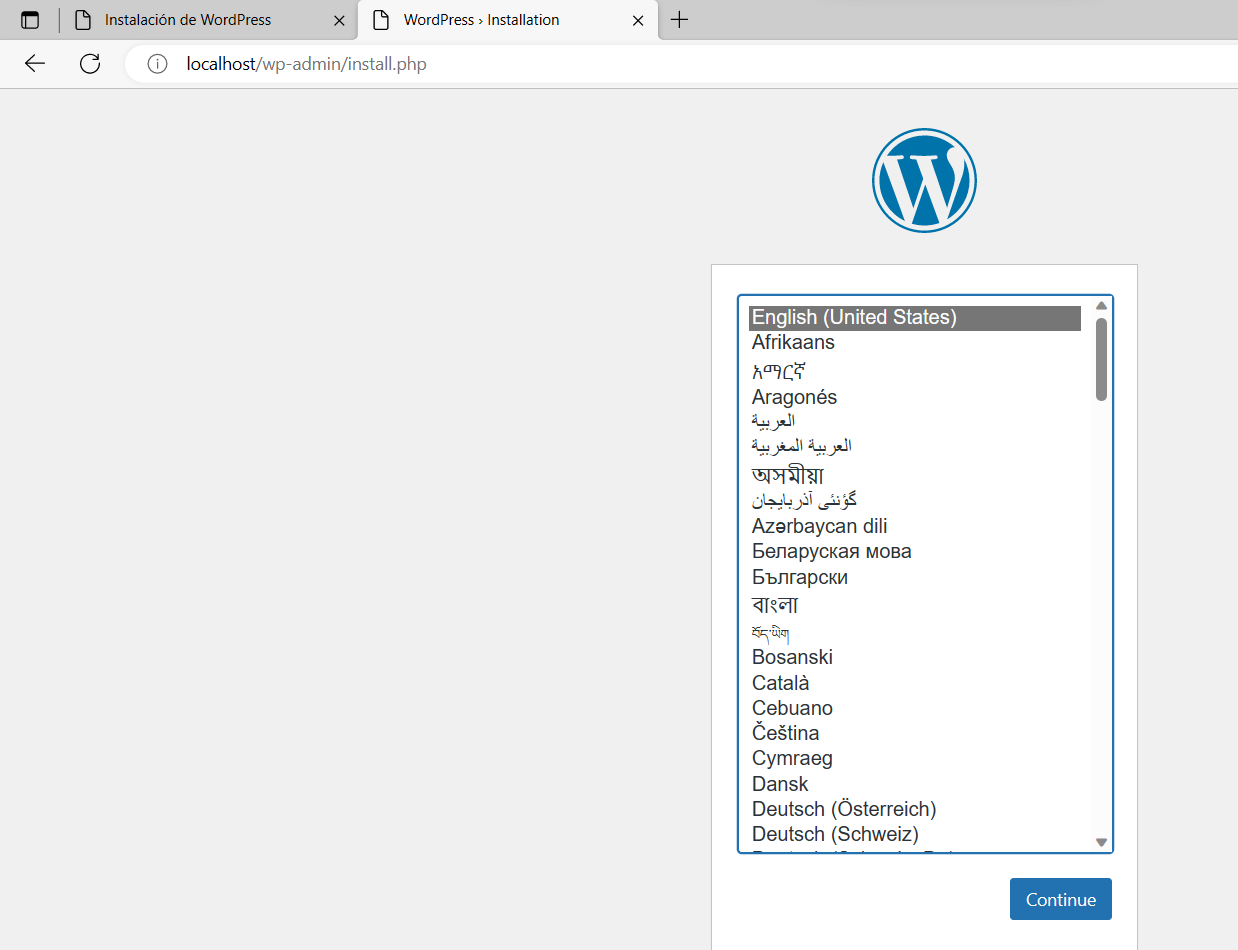 Instalación de WordPress
WordPress › Installation
localhost/wp-admin/install.php
English (United States)
Afrikaans
አማርኛ
Aragonés
العربية
العربية المغربية
অসমীয়া
گؤنئی آذربایجان
Azərbaycan dili
Беларуская мова
Български
বাংলা
བོད་ཡིག
Bosanski
Català
Cebuano
Čeština
Cymraeg
Dansk
Deutsch (Österreich)
Deutsch (Schweiz)
Continue